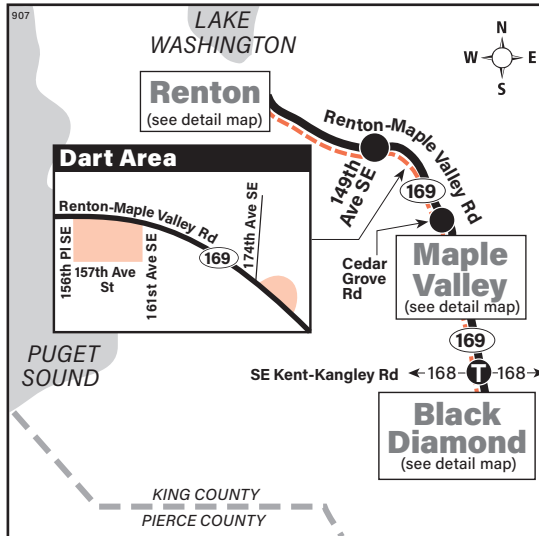 907
LAKE
WASHINGTON
N
W E
S
Renton
(see detail map)
Renton-Maple Valley Rd
149th
Ave SE
169
Dart Area
Renton-Maple Valley Rd
169
174th Ave SE
156th Pl SE
157th Ave
St
161st Ave SE
Cedar
Grove
Rd
Maple
Valley
(see detail map)
169
PUGET
SOUND
SE Kent-Kangley Rd
168 T 168
Black
Diamond
(see detail map)
KING COUNTY
PIERCE COUNTY